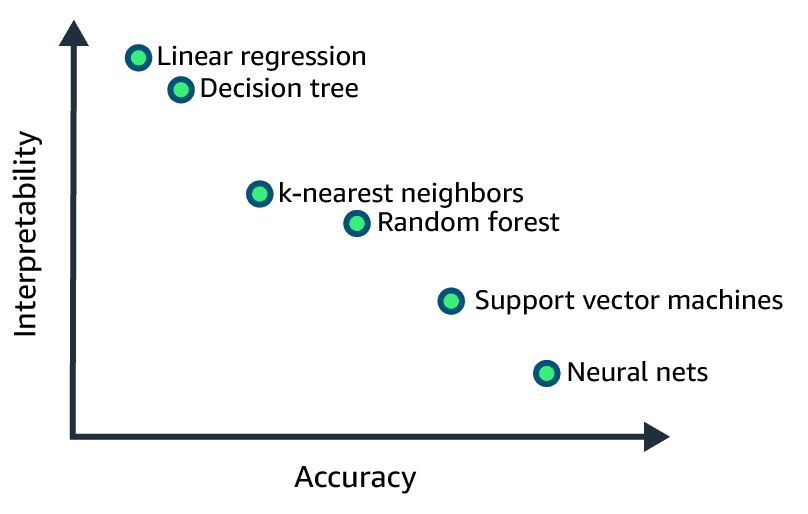 Linear regression
Decision tree
k-nearest neighbors
Random forest
Support vector machines
Neural nets
Interpretability
Accuracy